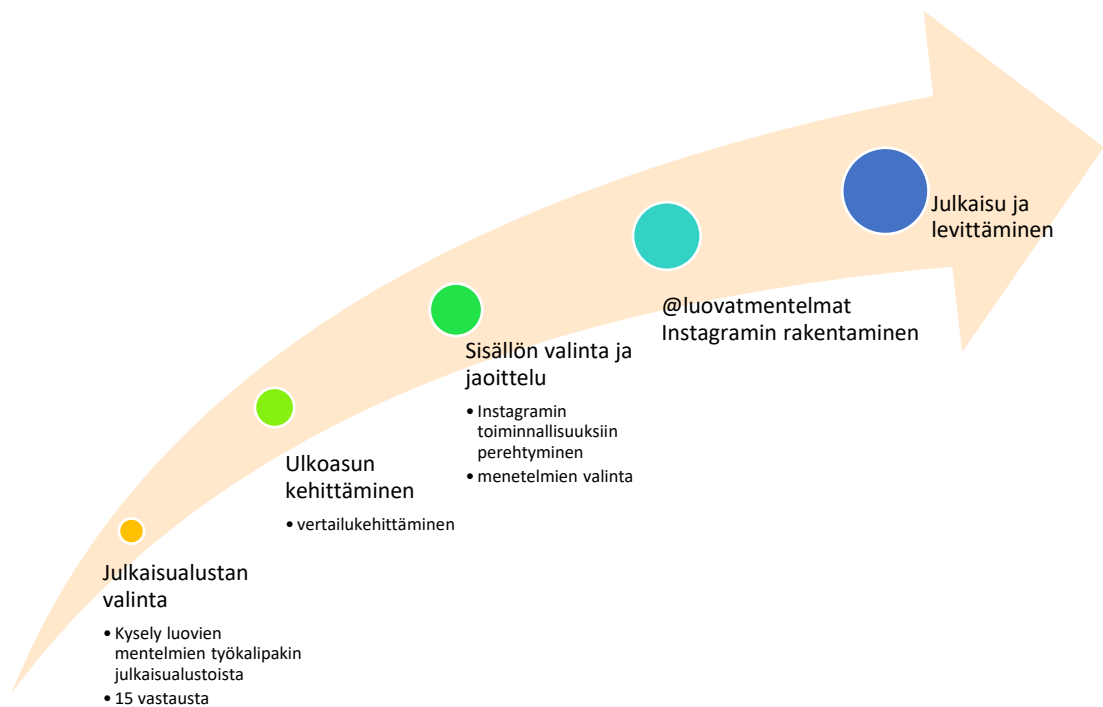 Julkaisualustan
valinta
• Kysely luovien
mentelmien työkalipakin
julkaisualustoista
• 15 vastausta
Ulkoasun
kehittäminen
• vertailukehittäminen
Sisällön valinta ja
jaoittelu
• Instagramin
toiminnallisuuksiin
perehtyminen
• menetelmien valinta
@luovatmentelmat
Instagramin rakentaminen
Julkaisu ja
levittäminen